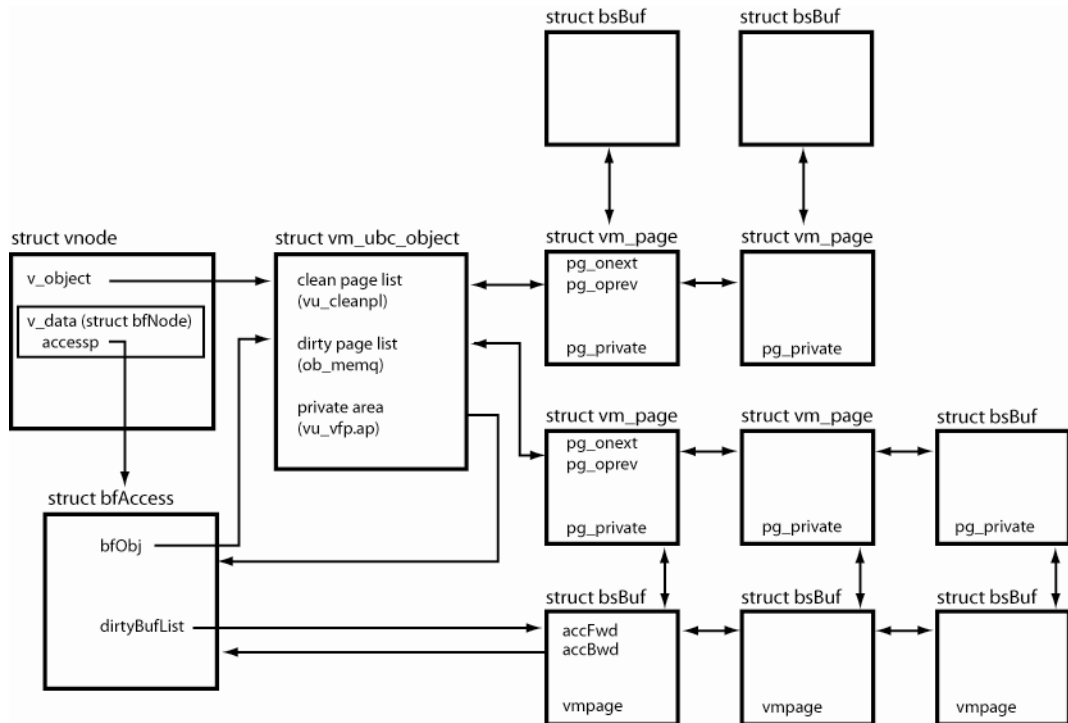 struct bsBuf
struct bsBuf
struct vnode
v_object
v_data (struct bfNode)
accessp
struct vm_ubc_object
clean page list
(vu_cleanpl)
dirty page list
(ob_memq)
private area
(vu_vfp.ap)
struct vm_page
pg_onext
pg_oprev
pg_private
struct vm_page
pg_private
struct vm_page
pg_onext
pg_oprev
pg_private
struct vm_page
pg_private
struct bsBuf
pg_private
struct bfAccess
bfObj
dirtyBufList
struct bsBuf
accFwd
accBwd
vmpage
struct bsBuf
vmpage
struct bsBuf
vmpage